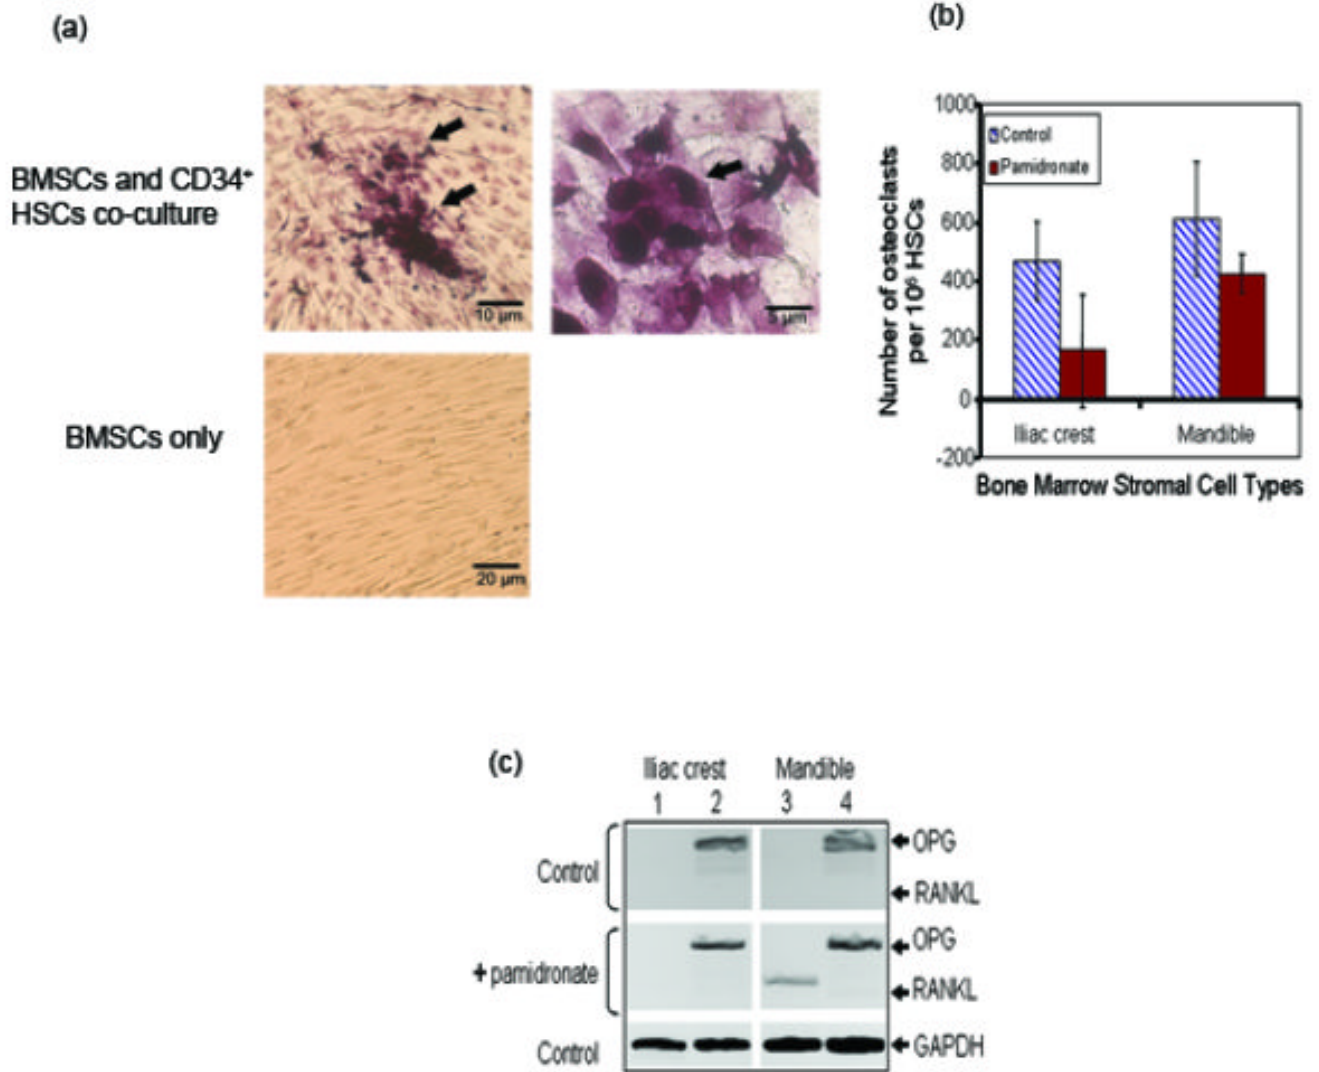 (a)
BMSCs and CD34+
HSCs co-culture
10 µm
5 µm
BMSCs only
20 µm
(b)
Number of osteoclasts
per 10⁶ HSCs
1000
800
600
400
200
0
-200
Control
Pamidronate
Iliac crest Mandible
Bone Marrow Stromal Cell Types
(c)
Iliac crest Mandible
1 2 3 4
Control
OPG
RANKL
+ pamidronate
OPG
RANKL
Control
GAPDH